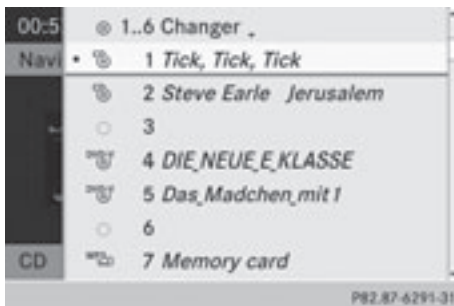 00:5
1..6 Changer
Navi
1 Tick, Tick, Tick
2 Steve Earle Jerusalem
3
4 DIE_NEUE_E_KLASSE
5 Das_Madchen_mit1
6
CD
7 Memory card
P82.87-6291-31